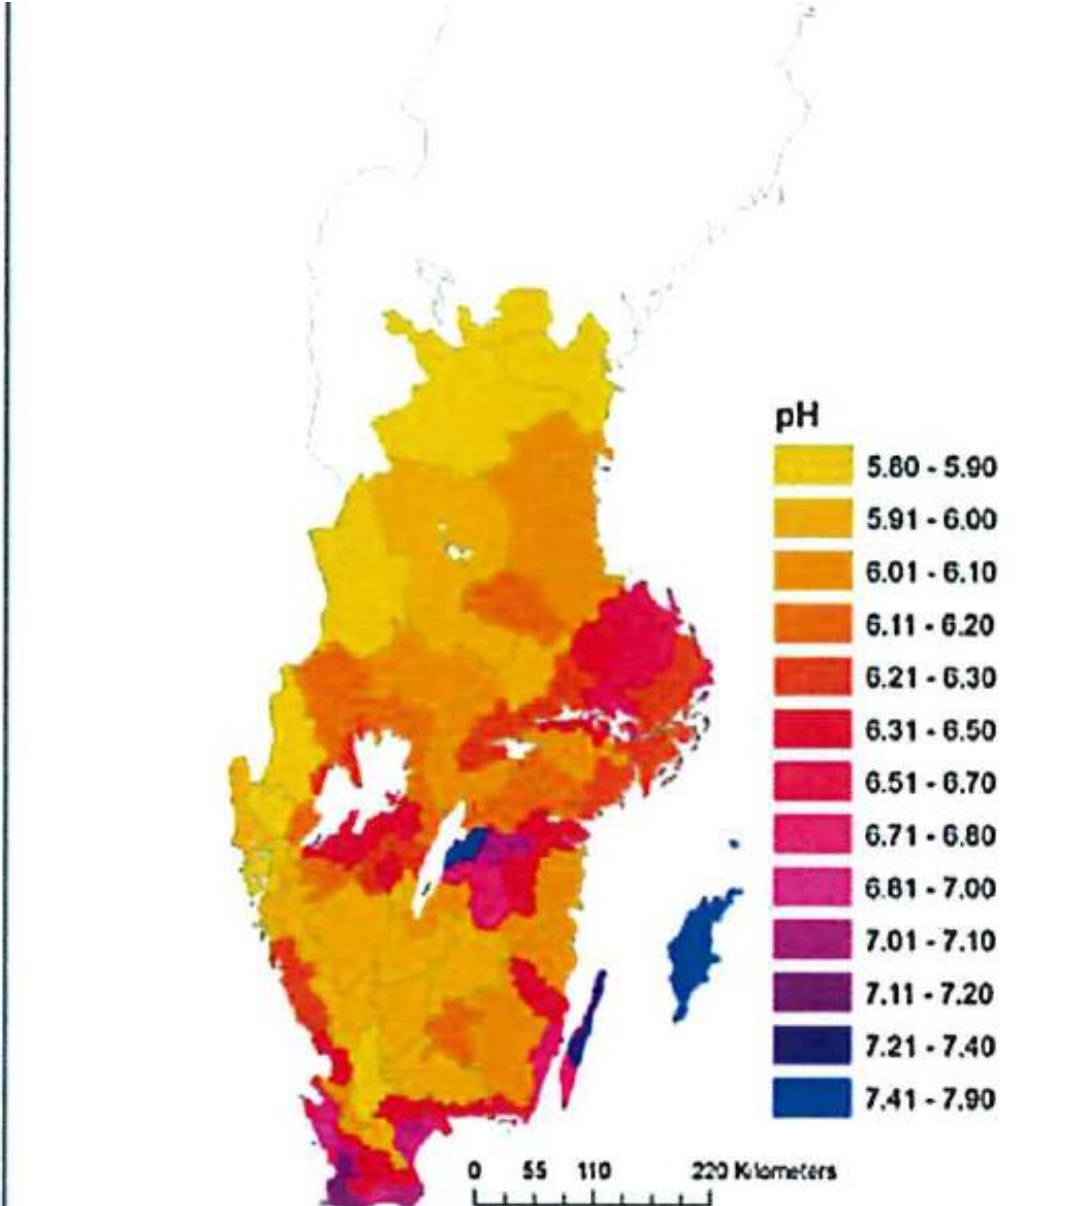 pH
5.80 - 5.90
5.91 - 6.00
6.01 - 6.10
6.11 - 6.20
6.21 - 6.30
6.31 - 6.50
6.51 - 6.70
6.71 - 6.80
6.81 - 7.00
7.01 - 7.10
7.11 - 7.20
7.21 - 7.40
7.41 - 7.90
0 55 110 220 Kilometers